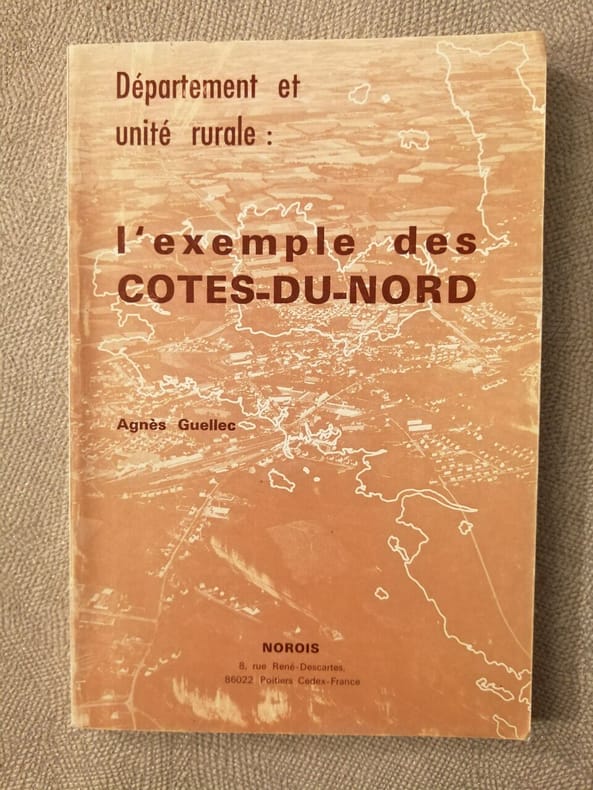 Département et
unité rurale :
l'exemple des
COTES-DU-NORD
Agnès Guellec
NOROIS
8, rue René-Descartes,
86022 Poitiers Cedex-France